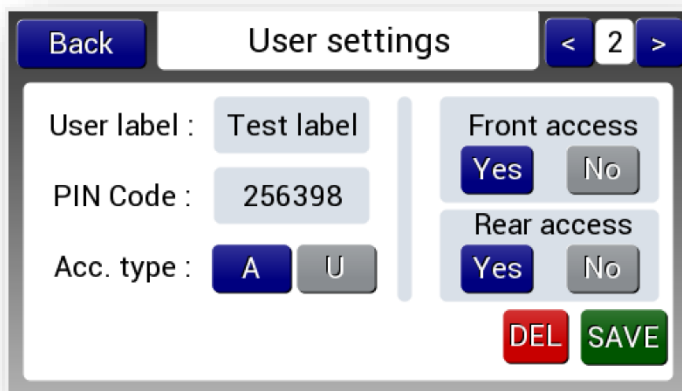 Back User settings < 2 >
User label : Test label
PIN Code : 256398
Acc. type : A U
Front access
Yes No
Rear access
Yes No
DEL SAVE